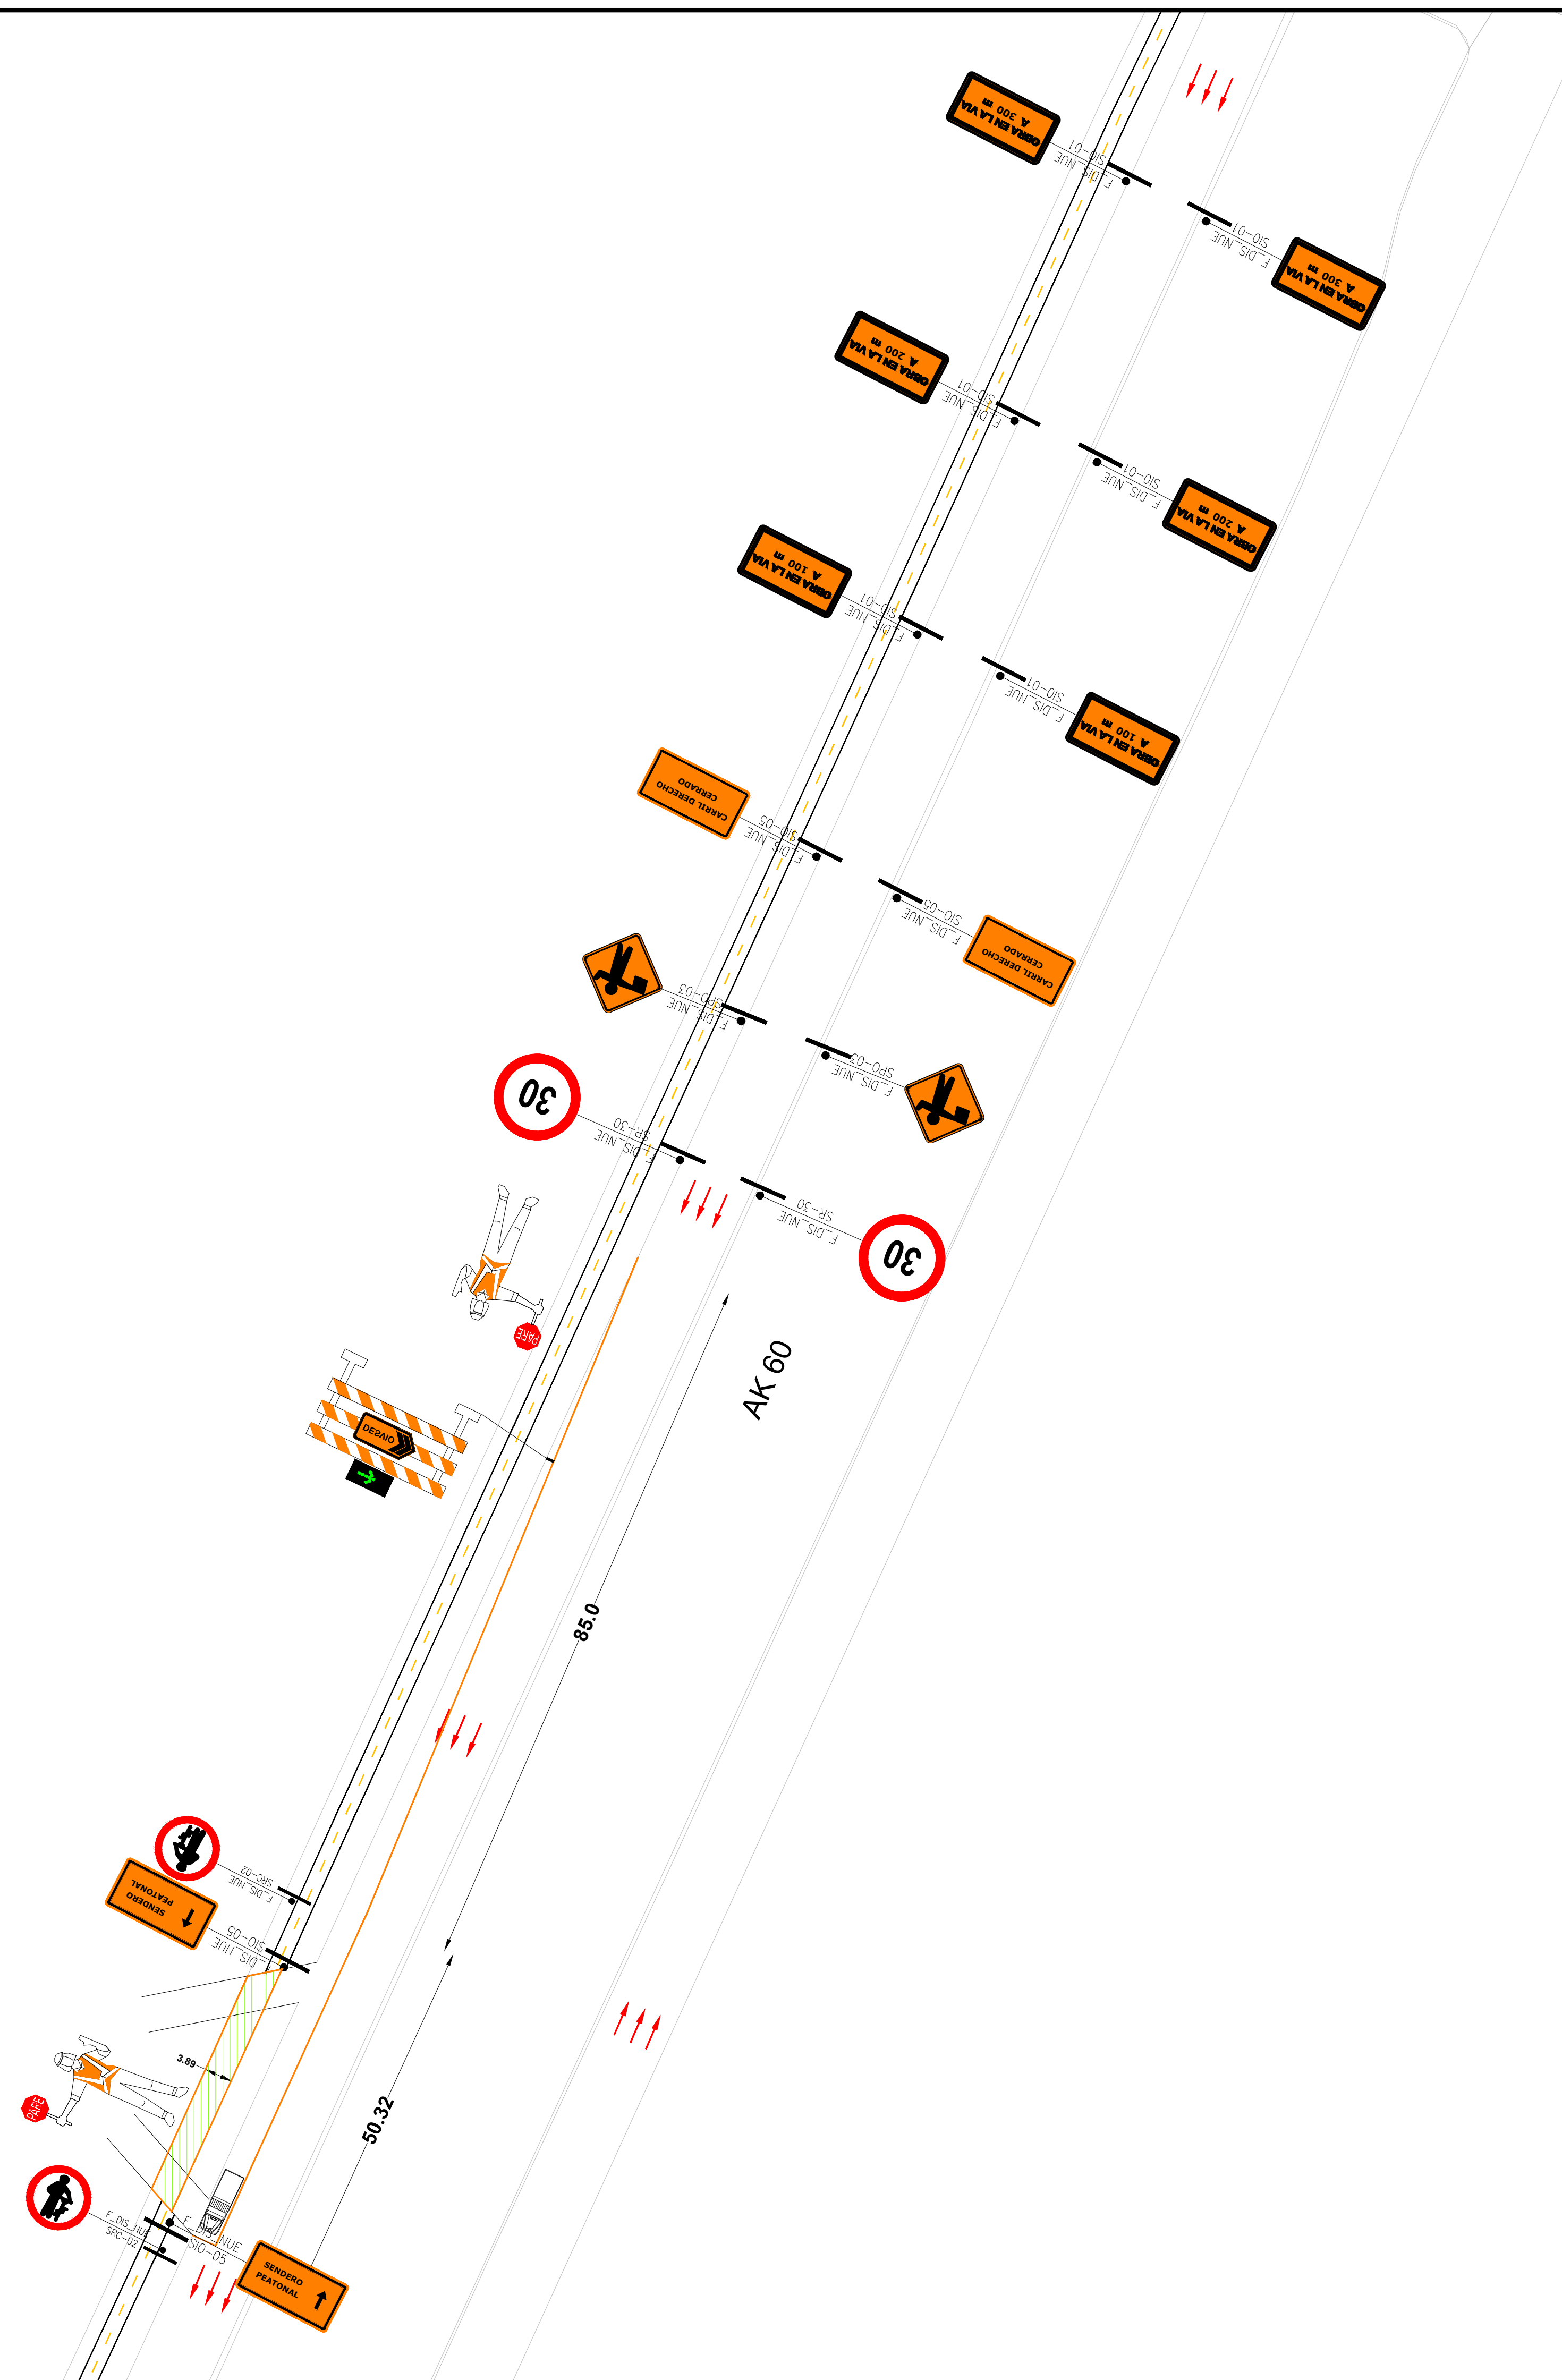 OBRA EN LA VIA
A 300 m
SIO-01
F_DIS_NUE
SIO-01
F_DIS_NUE
OBRA EN LA VIA
A 300 m
OBRA EN LA VIA
A 200 m
SIO-01
F_DIS_NUE
SIO-01
F_DIS_NUE
OBRA EN LA VIA
A 200 m
OBRA EN LA VIA
A 100 m
SIO-01
F_DIS_NUE
SIO-01
F_DIS_NUE
OBRA EN LA VIA
A 100 m
CARRIL DERECHO
CERRADO
SIO-05
F_DIS_NUE
SIO-05
F_DIS_NUE
CARRIL DERECHO
CERRADO
SPO-03
F_DIS_NUE
SPO-03
F_DIS_NUE
30
SR-30
F_DIS_NUE
SR-30
F_DIS_NUE
30
PARE
AK 60
DESVIO
85.0
SRC-02
F_DIS_NUE
SENDERO
PEATONAL
SIO-05
F_DIS_NUE
3.89
PARE
50.32
F_DIS_NUE
SRC-02
F_DIS_NUE
SIO-05
SENDERO
PEATONAL